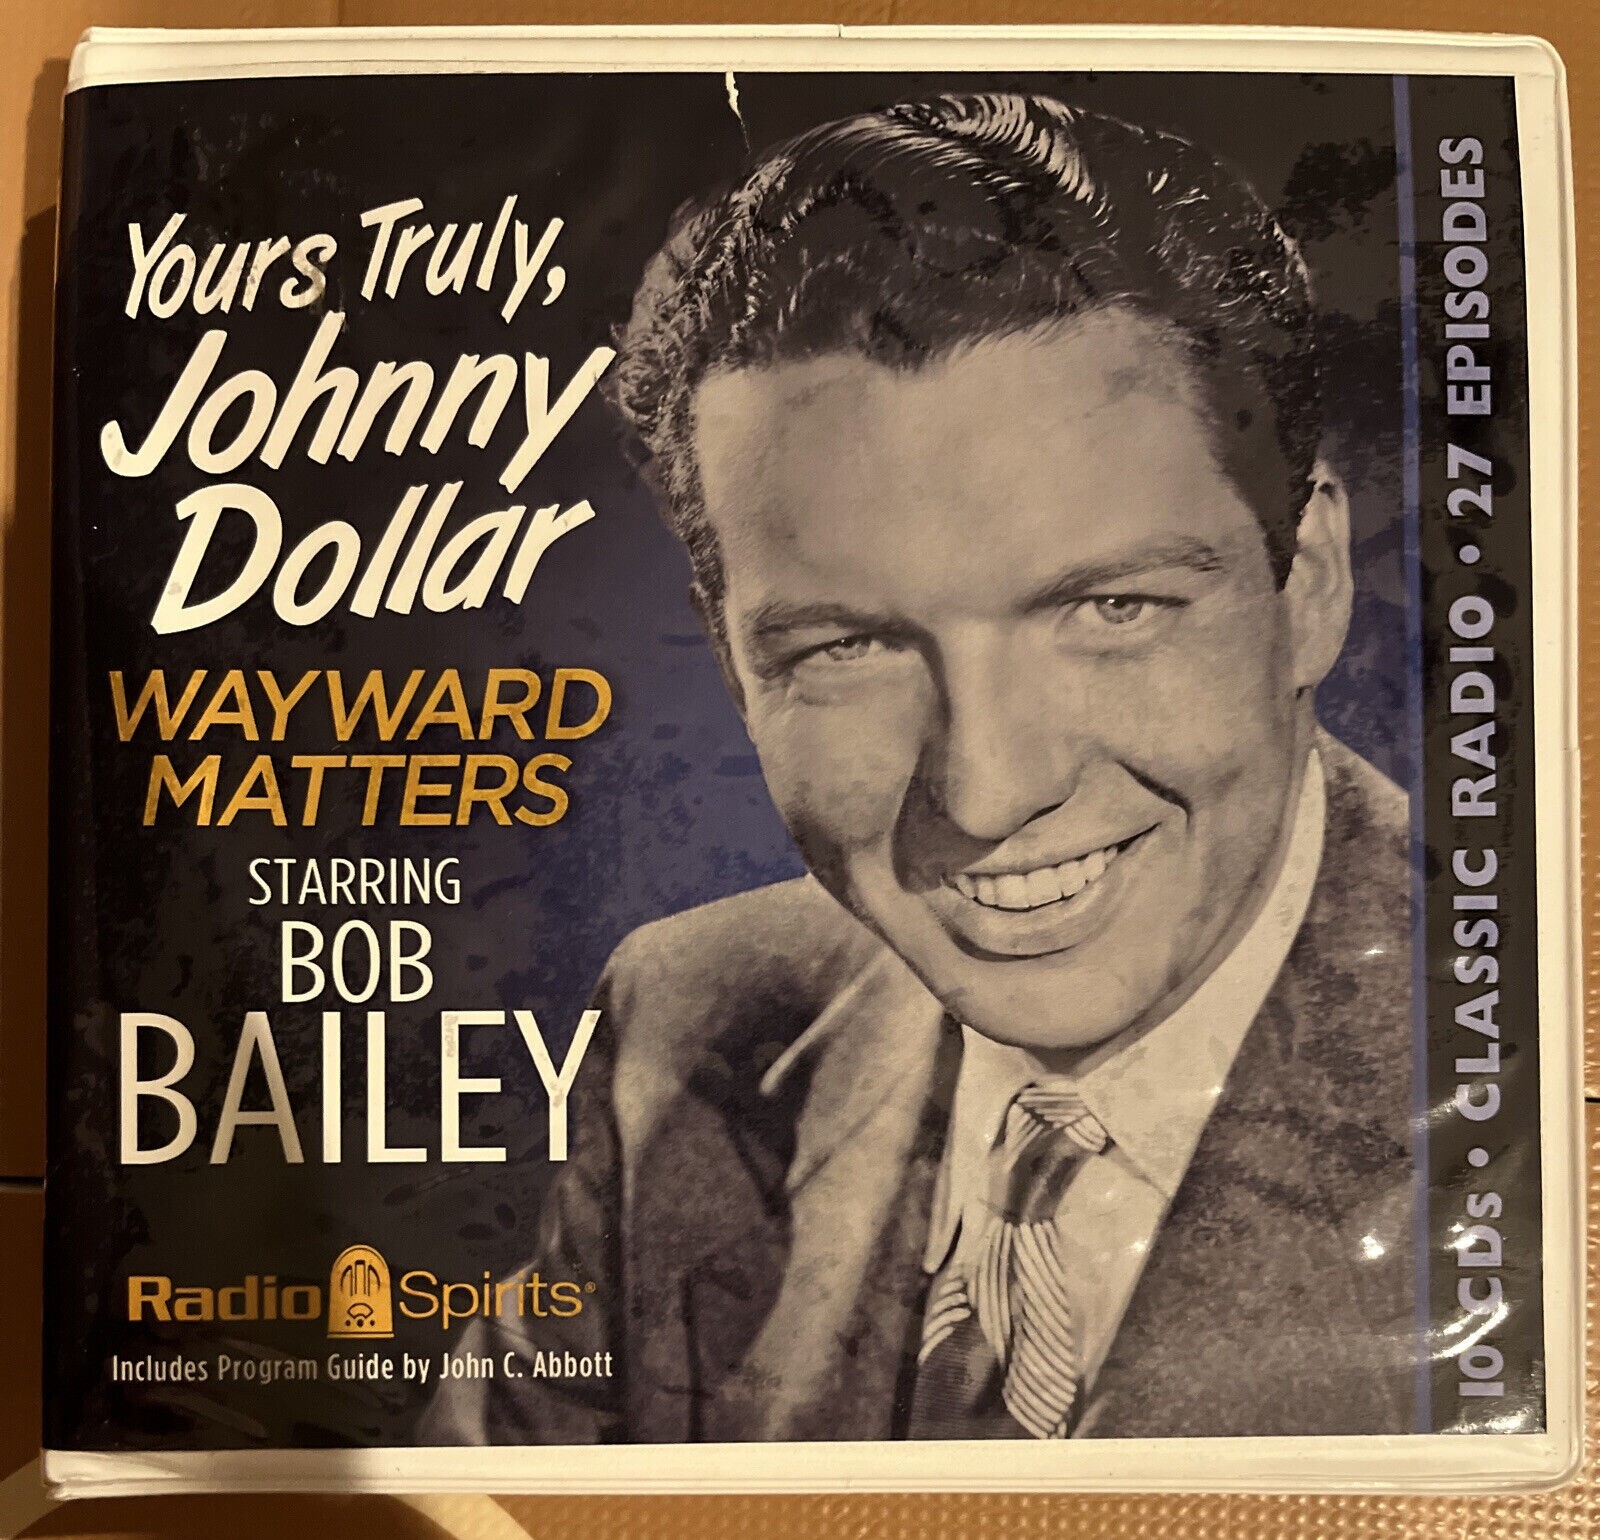 Yours Truly,
Johnny
Dollar
WAYWARD
MATTERS
STARRING
BOB
BAILEY
Radio Spirits®
Includes Program Guide by John C. Abbott
10 CDs • CLASSIC RADIO • 27 EPISODES